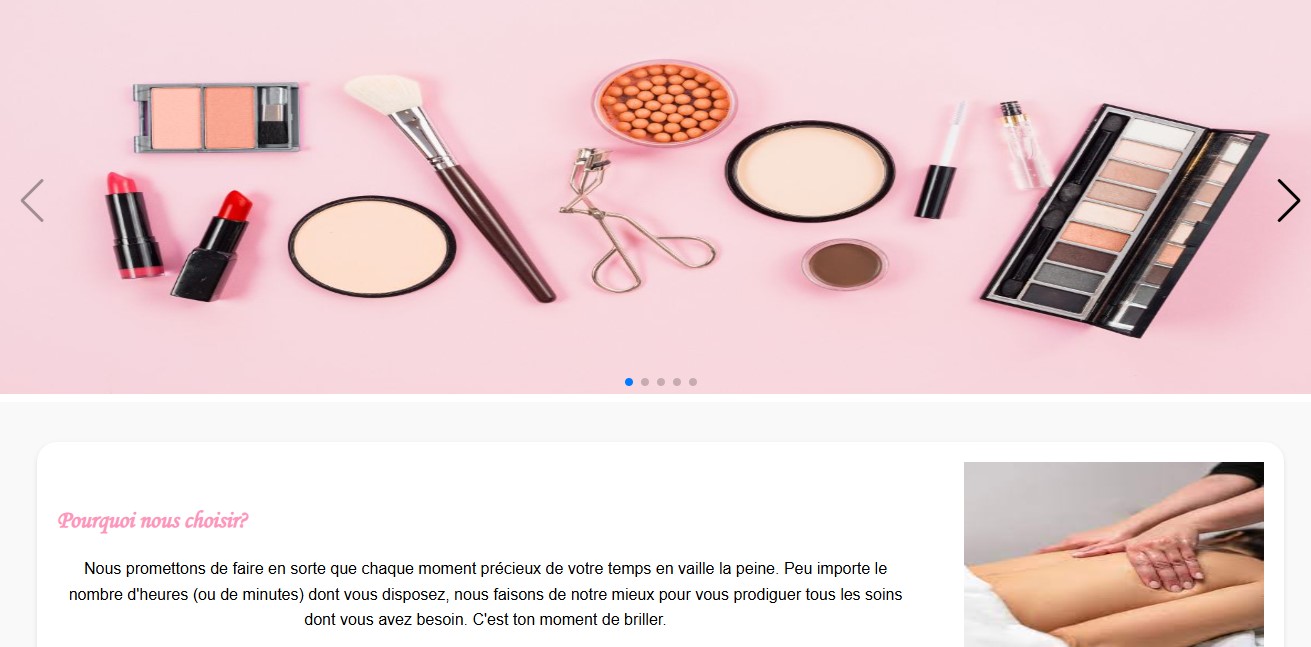 Pourquoi nous choisir?
Nous promettons de faire en sorte que chaque moment précieux de votre temps en vaille la peine. Peu importe le
nombre d'heures (ou de minutes) dont vous disposez, nous faisons de notre mieux pour vous prodiguer tous les soins
dont vous avez besoin. C'est ton moment de briller.